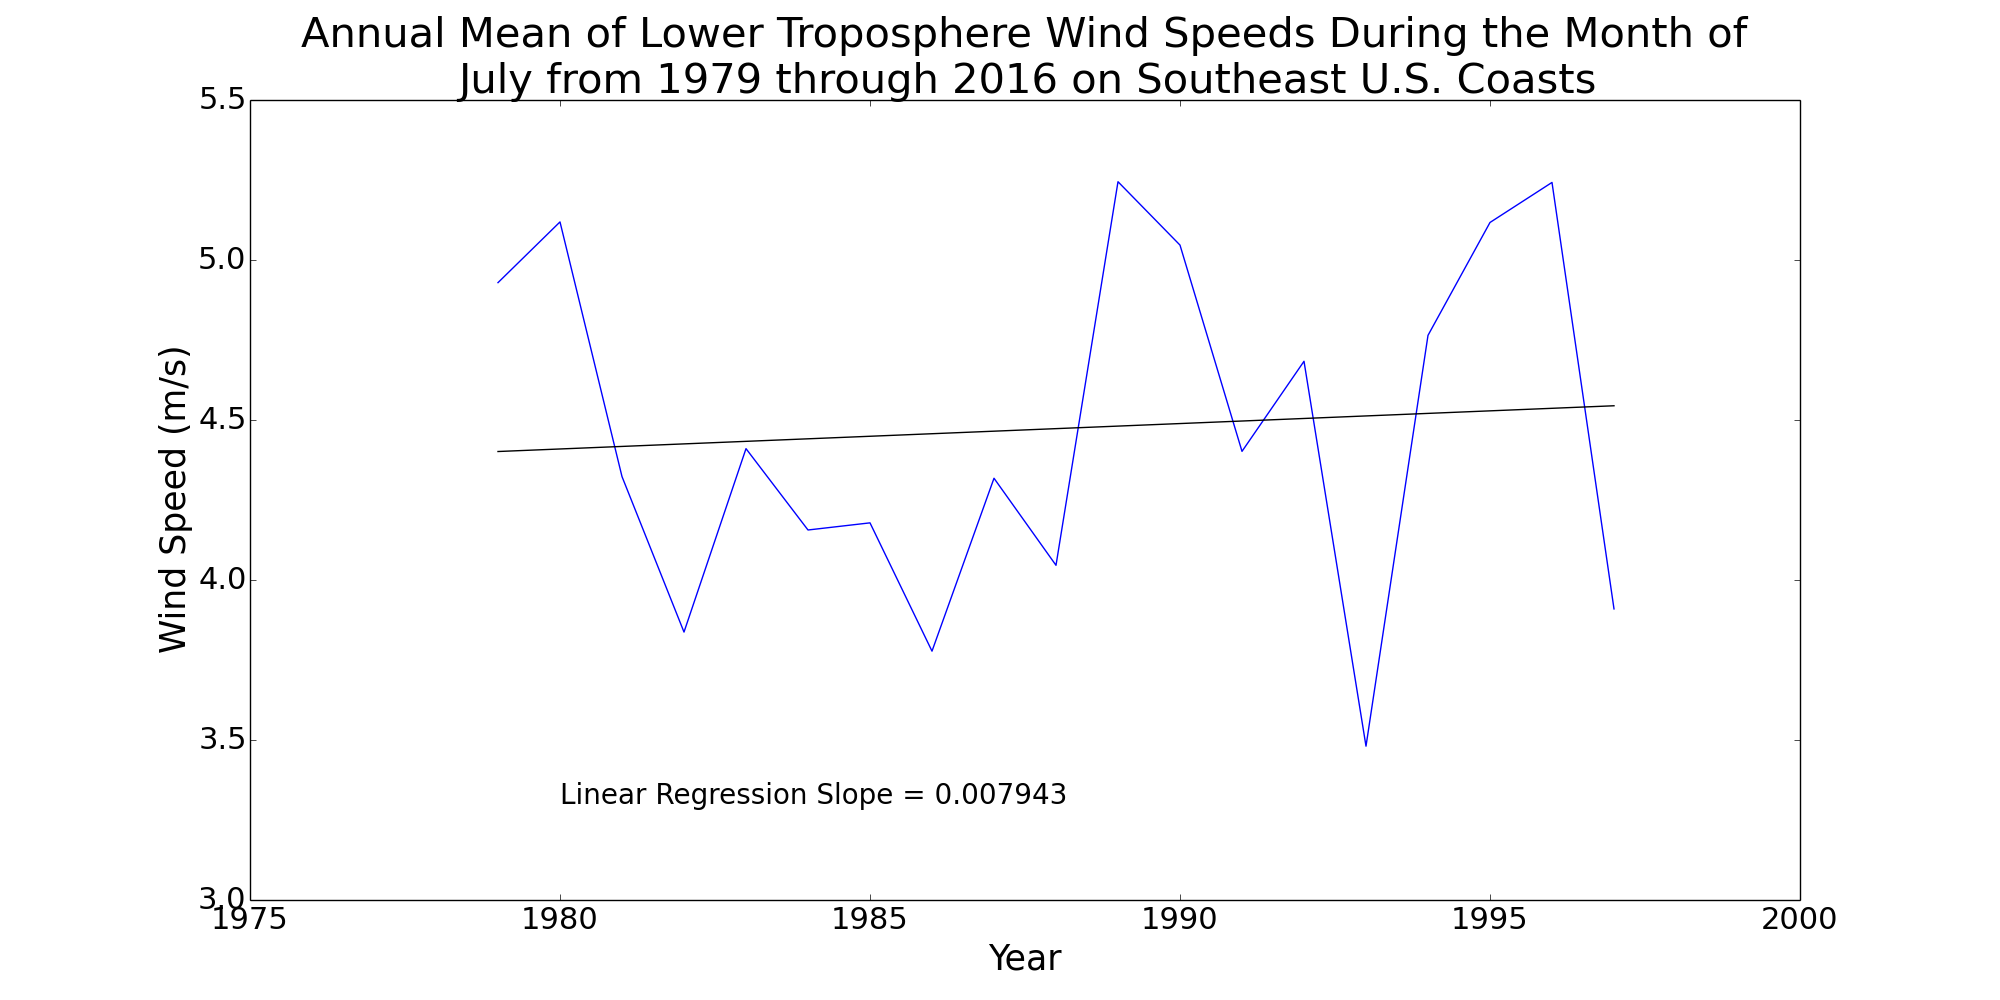 Annual Mean of Lower Troposphere Wind Speeds During the Month of
July from 1979 through 2016 on Southeast U.S. Coasts
5.5
5.0
4.5
4.0
3.5
3.0
Wind Speed (m/s)
Linear Regression Slope = 0.007943
1975 1980 1985 1990 1995 2000
Year